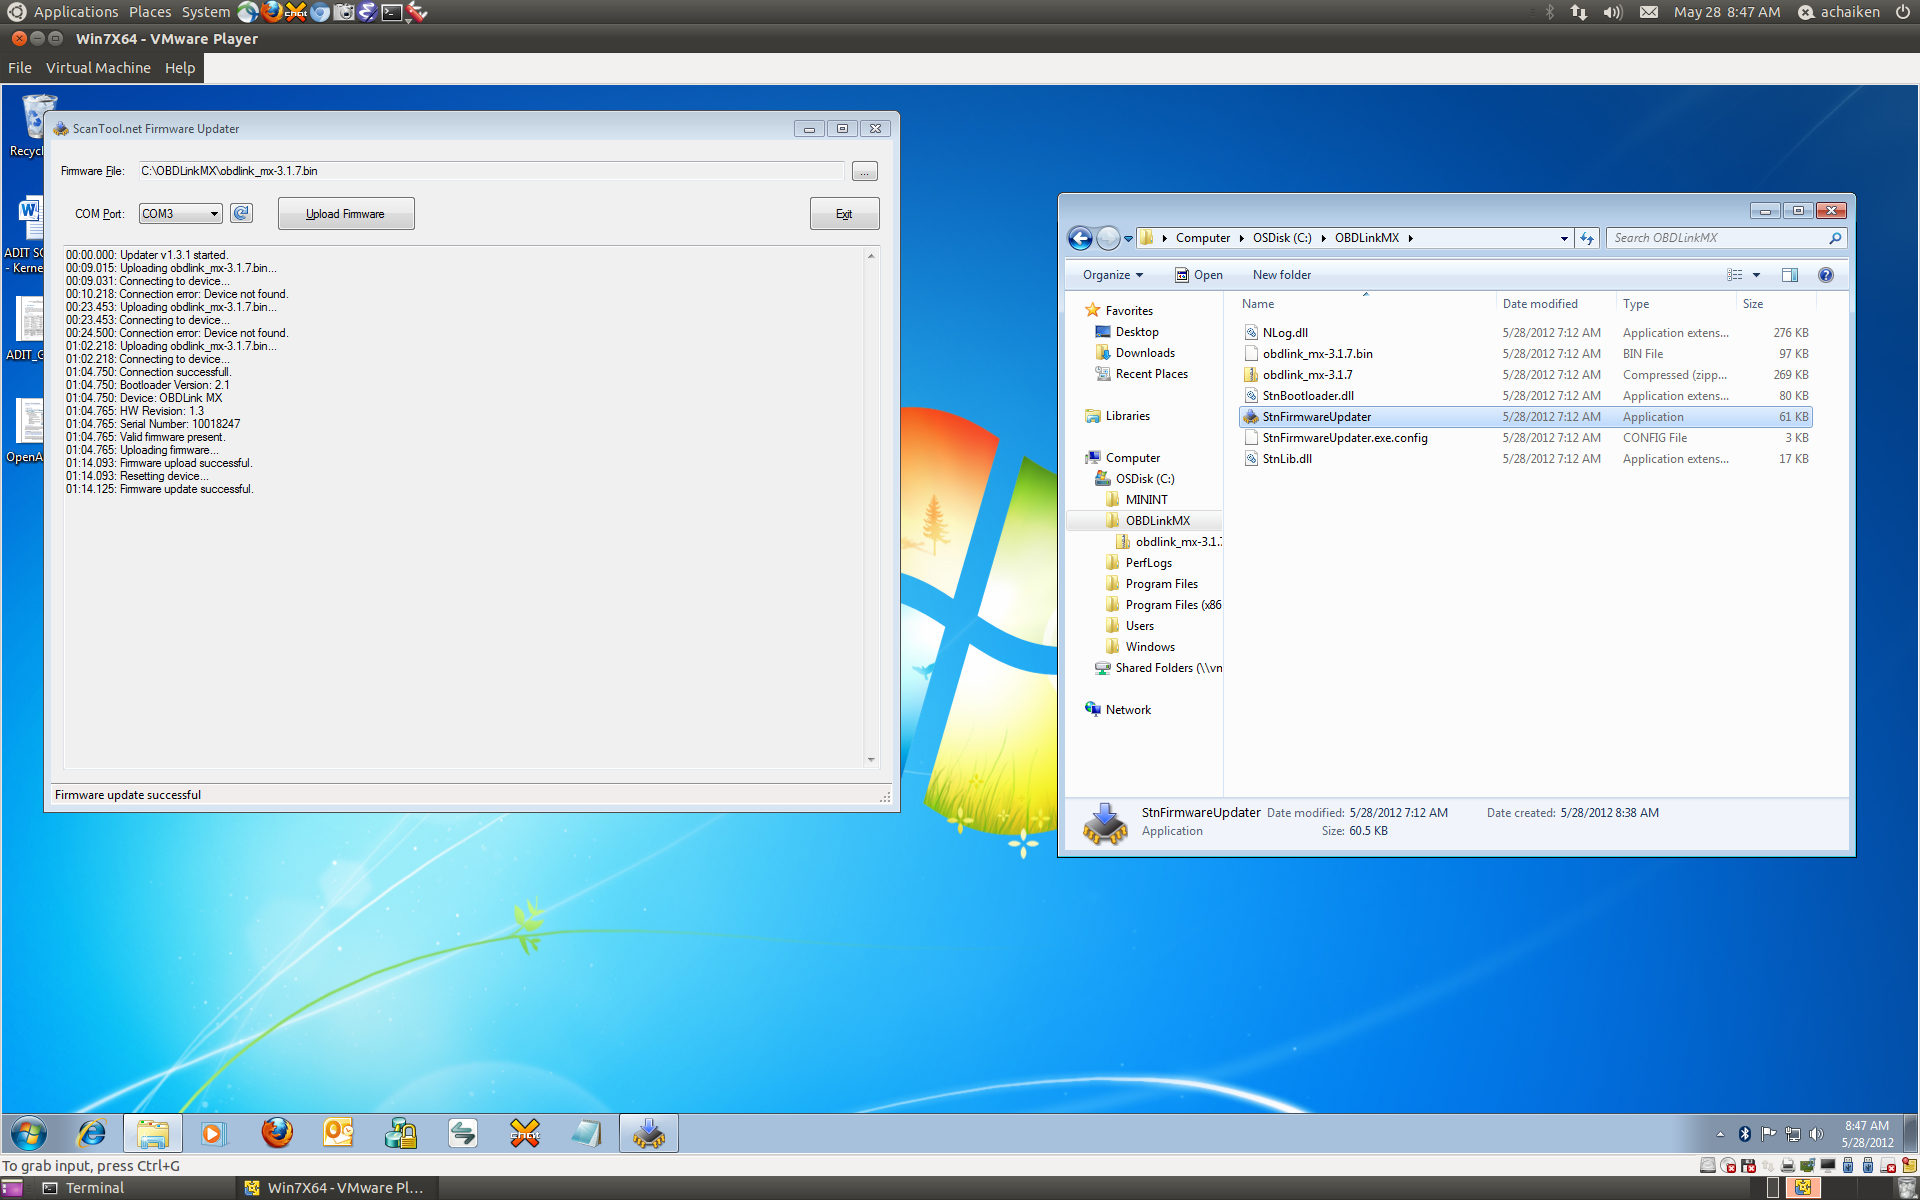 Applications Places System
May 28 8:47 AM achaiken
Win7X64 - VMware Player
File Virtual Machine Help
Recycl
ADIT SC
- Kerne
ADIT_G
OpenA
ScanTool.net Firmware Updater
Firmware File: C:\OBDLinkMX\obdlink_mx-3.1.7.bin ...
COM Port: COM3 Upload Firmware Exit
00:00.000: Updater v1.3.1 started.
00:09.015: Uploading obdlink_mx-3.1.7.bin...
00:09.031: Connecting to device...
00:10.218: Connection error: Device not found.
00:23.453: Uploading obdlink_mx-3.1.7.bin...
00:23.453: Connecting to device...
00:24.500: Connection error: Device not found.
01:02.218: Uploading obdlink_mx-3.1.7.bin...
01:02.218: Connecting to device...
01:04.750: Connection successful.
01:04.750: Bootloader Version: 2.1
01:04.750: Device: OBDLink MX
01:04.765: HW Revision: 1.3
01:04.765: Serial Number: 10018247
01:04.765: Valid firmware present.
01:04.765: Uploading firmware...
01:14.093: Firmware upload successful.
01:14.093: Resetting device...
01:14.125: Firmware update successful.
Firmware update successful
Computer OSDisk (C:) OBDLinkMX Search OBDLinkMX
Organize Open New folder
Favorites
Desktop
Downloads
Recent Places
Libraries
Computer
OSDisk (C:)
MININT
OBDLinkMX
obdlink_mx-3.1.7
PerfLogs
Program Files
Program Files (x86
Users
Windows
Shared Folders (\\vn
Network
Name Date modified Type Size
NLog.dll 5/28/2012 7:12 AM Application extens... 276 KB
obdlink_mx-3.1.7.bin 5/28/2012 7:12 AM BIN File 97 KB
obdlink_mx-3.1.7 5/28/2012 7:12 AM Compressed (zipp... 269 KB
StnBootloader.dll 5/28/2012 7:12 AM Application extens... 80 KB
StnFirmwareUpdater 5/28/2012 7:12 AM Application 61 KB
StnFirmwareUpdater.exe.config 5/28/2012 7:12 AM CONFIG File 3 KB
StnLib.dll 5/28/2012 7:12 AM Application extens... 17 KB
StnFirmwareUpdater Date modified: 5/28/2012 7:12 AM Date created: 5/28/2012 8:38 AM
Application Size: 60.5 KB
8:47 AM
5/28/2012
To grab input, press Ctrl+G
Terminal Win7X64 - VMware Pl...